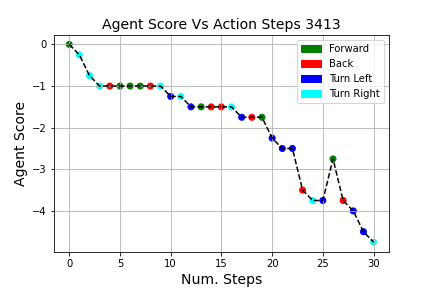 Agent Score Vs Action Steps 3413
Forward
Back
Turn Left
Turn Right
Agent Score
0
−1
−2
−3
−4
0 5 10 15 20 25 30
Num. Steps